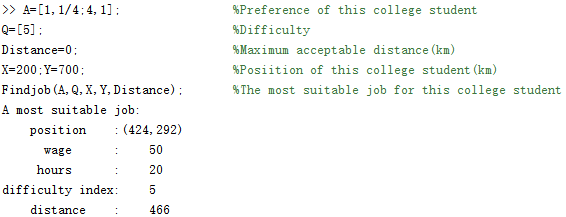 >> A=[1,1/4;4,1]; %Preference of this college student
Q=[5]; %Difficulty
Distance=0; %Maximum acceptable distance(km)
X=200;Y=700; %Posiition of this college student(km)
Findjob(A,Q,X,Y,Distance); %The most suitable job for this college student
A most suitable job:
position :(424,292)
wage : 50
hours : 20
difficulty index: 5
distance : 466